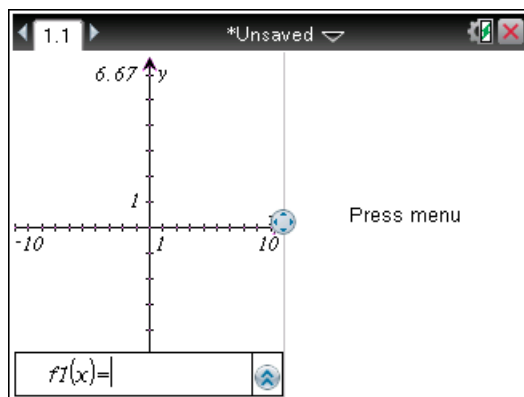 1.1 *Unsaved
6.67 y
1
-10 1 10
Press menu
f1(x)=